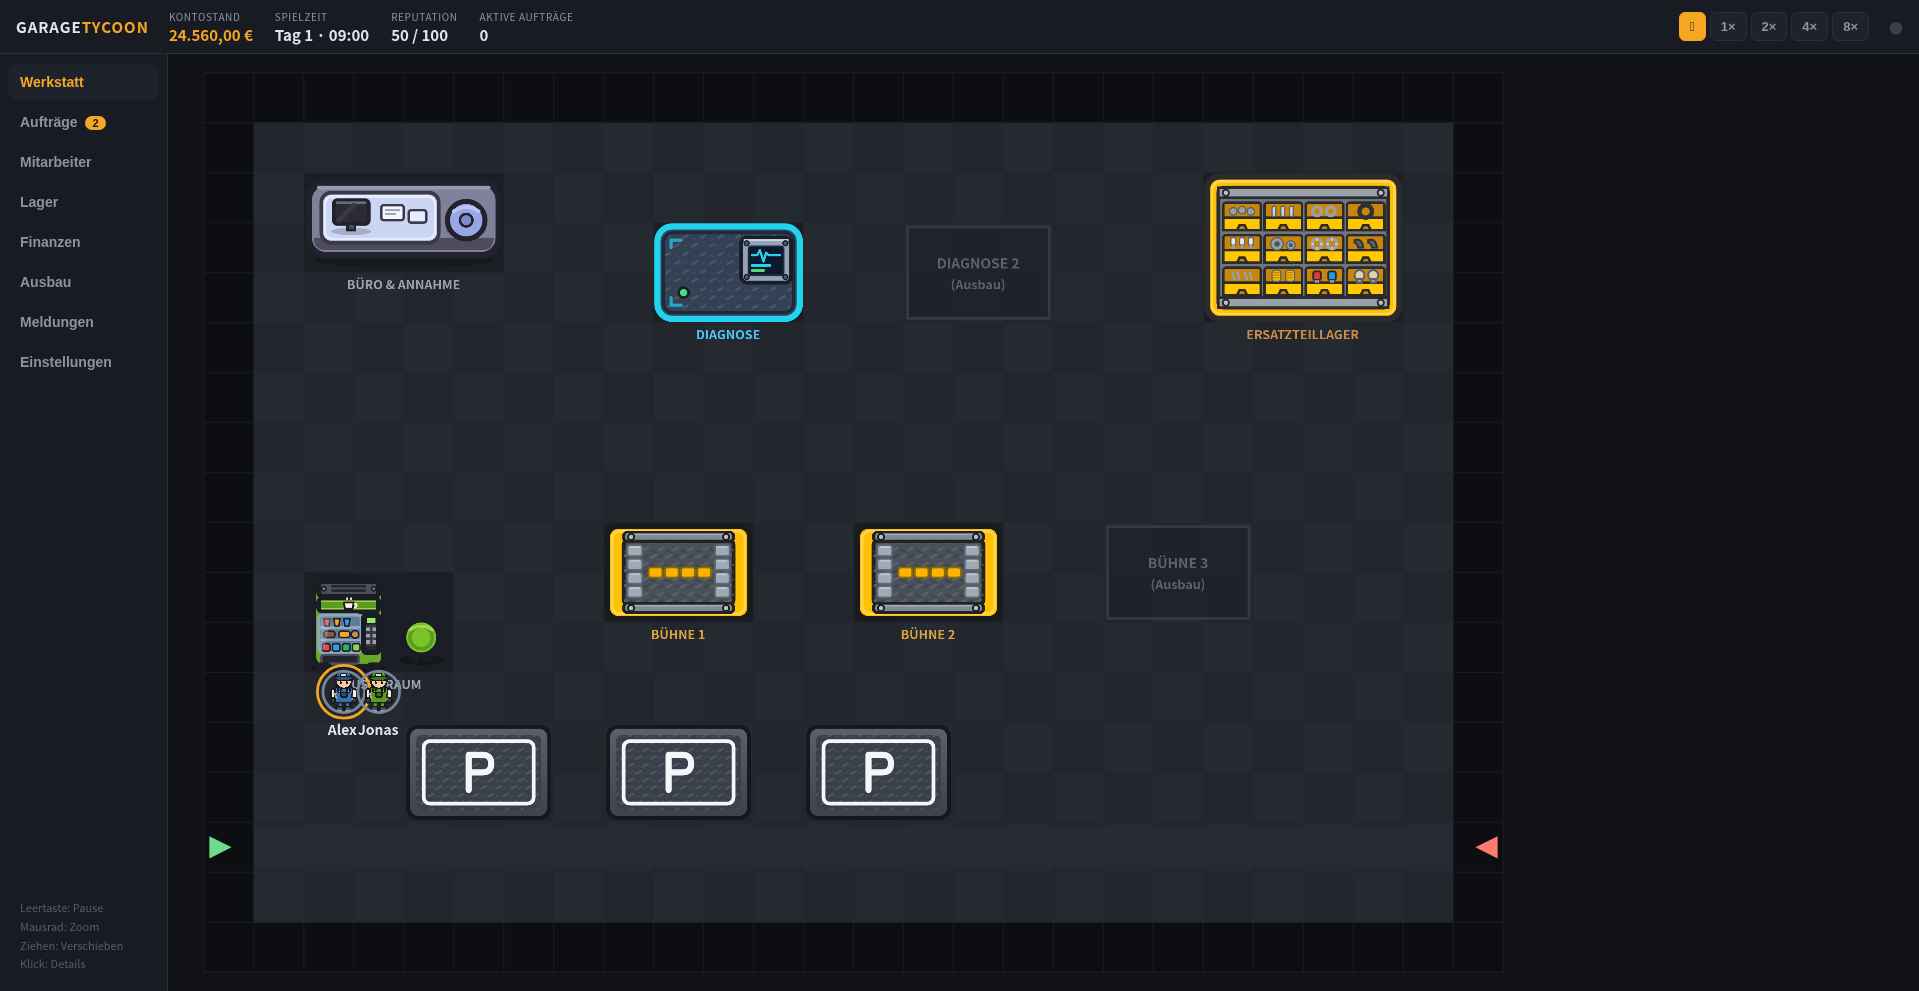 GARAGETYCOON
KONTOSTAND
24.560,00 €
SPIELZEIT
Tag 1 · 09:00
REPUTATION
50 / 100
AKTIVE AUFTRÄGE
0
1×
2×
4×
8×
Werkstatt
Aufträge 2
Mitarbeiter
Lager
Finanzen
Ausbau
Meldungen
Einstellungen
BÜRO & ANNAHME
DIAGNOSE
DIAGNOSE 2
(Ausbau)
ERSATZTEILLAGER
BÜHNE 1
BÜHNE 2
BÜHNE 3
(Ausbau)
Alex
Jonas
P
P
P
Leertaste: Pause
Mausrad: Zoom
Ziehen: Verschieben
Klick: Details